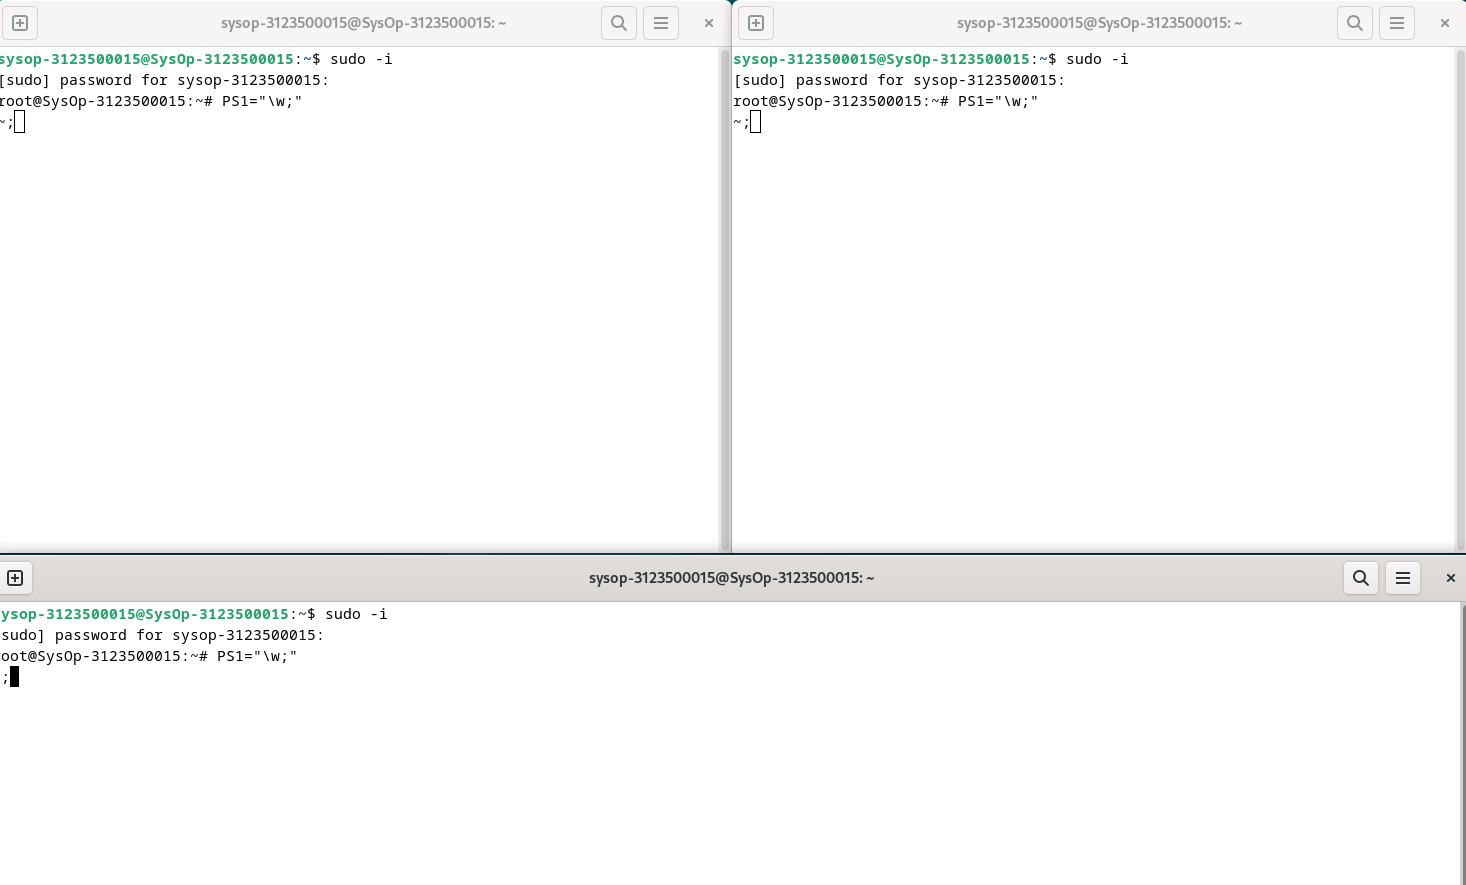 sysop-3123500015@SysOp-3123500015: ~
sysop-3123500015@SysOp-3123500015:~$ sudo -i
[sudo] password for sysop-3123500015:
root@SysOp-3123500015:~# PS1="\w;"
~;
sysop-3123500015@SysOp-3123500015: ~
sysop-3123500015@SysOp-3123500015:~$ sudo -i
[sudo] password for sysop-3123500015:
root@SysOp-3123500015:~# PS1="\w;"
~;
sysop-3123500015@SysOp-3123500015: ~
ysop-3123500015@SysOp-3123500015:~$ sudo -i
sudo] password for sysop-3123500015:
oot@SysOp-3123500015:~# PS1="\w;"
;